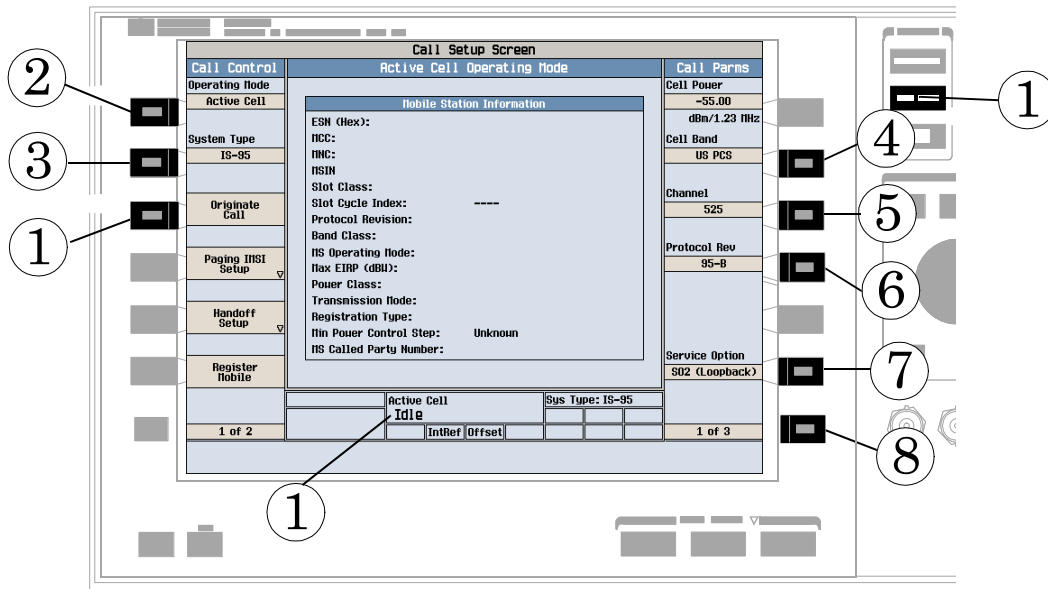 Call Setup Screen
Call Control
Active Cell Operating Mode
Call Parms
Operating Mode
Active Cell
System Type
IS-95
Originate
Call
Paging IMSI
Setup
Handoff
Setup
Register
Mobile
1 of 2
Mobile Station Information
ESN (Hex):
MCC:
MNC:
MSIN
Slot Class:
Slot Cycle Index: ----
Protocol Revision:
Band Class:
MS Operating Mode:
Max EIRP (dBW):
Power Class:
Transmission Mode:
Registration Type:
Min Power Control Step: Unknown
MS Called Party Number:
Active Cell
Idle
Sys Type: IS-95
IntRef Offset
Cell Power
-55.00
dBm/1.23 MHz
Cell Band
US PCS
Channel
525
Protocol Rev
95-B
Service Option
SO2 (Loopback)
1 of 3
2
3
1
1
1
4
5
6
7
8